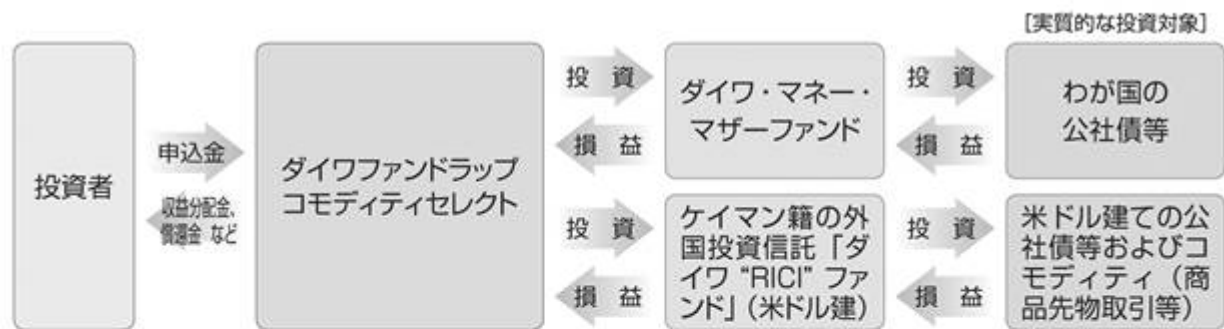 [実質的な投資対象]
投資者
申込金
収益分配金、
償還金 など
ダイワファンドラップ
コモディティセレクト
投 資
損 益
ダイワ・マネー・
マザーファンド
投 資
損 益
わが国の
公社債等
投 資
損 益
ケイマン籍の外
国投資信託「ダ
イワ “RICI” ファ
ンド」（米ドル建）
投 資
損 益
米ドル建ての公
社債等およびコ
モディティ（商
品先物取引等）